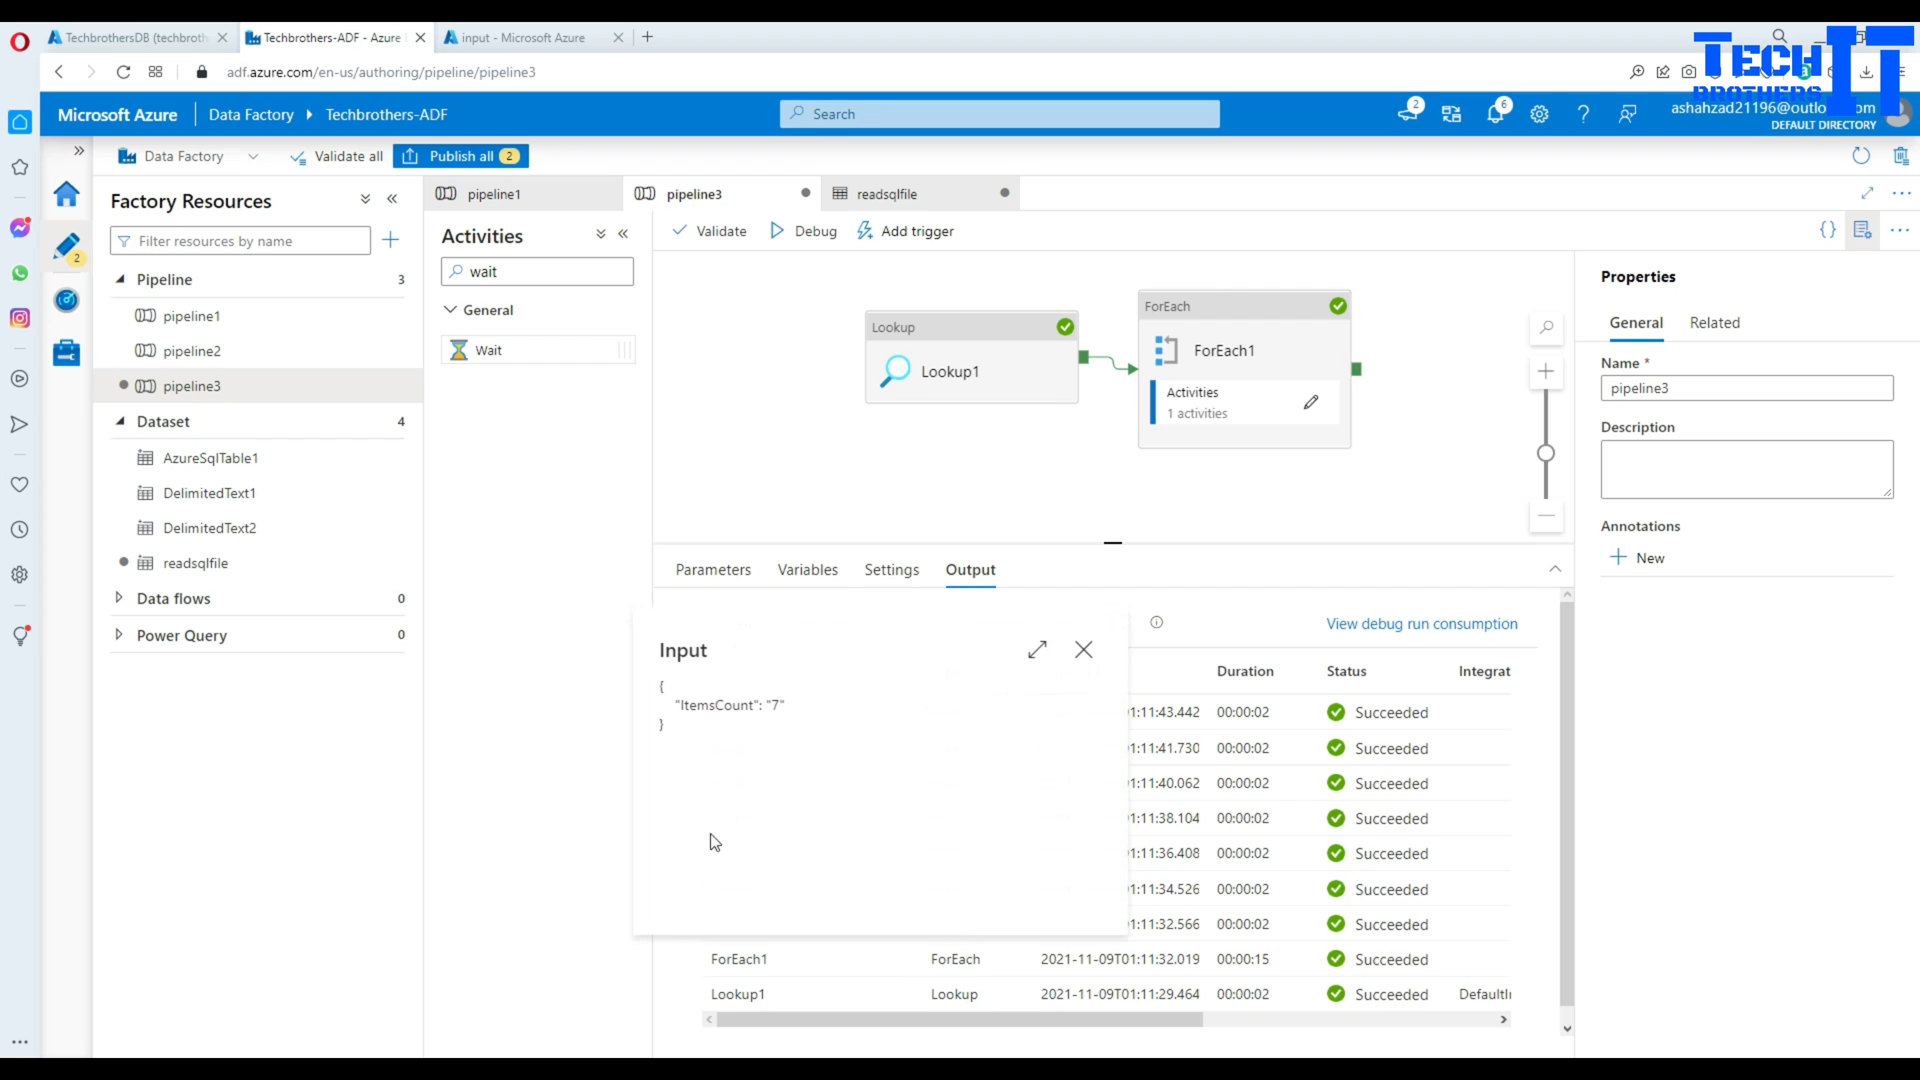 TechbrothersDB (techbroth
Techbrothers-ADF - Azure
input - Microsoft Azure
adf.azure.com/en-us/authoring/pipeline/pipeline3
TECH IT
BROTHERS
Microsoft Azure
Data Factory
Techbrothers-ADF
Search
2
6
ashahzad21196@outlo
om
DEFAULT DIRECTORY
Data Factory
Validate all
Publish all 2
Factory Resources
Filter resources by name
2
Pipeline 3
pipeline1
pipeline2
pipeline3
Dataset 4
AzureSqlTable1
DelimitedText1
DelimitedText2
readsqlfile
Data flows 0
Power Query 0
pipeline1
pipeline3
readsqlfile
Activities
wait
General
Wait
Validate
Debug
Add trigger
Lookup
Lookup1
ForEach
ForEach1
Activities
1 activities
Parameters
Variables
Settings
Output
View debug run consumption
Input
{
"ItemsCount": "7"
}
Duration Status Integrat
1:11:43.442 00:00:02 Succeeded
1:11:41.730 00:00:02 Succeeded
1:11:40.062 00:00:02 Succeeded
1:11:38.104 00:00:02 Succeeded
1:11:36.408 00:00:02 Succeeded
1:11:34.526 00:00:02 Succeeded
1:11:32.566 00:00:02 Succeeded
ForEach1 ForEach 2021-11-09T01:11:32.019 00:00:15 Succeeded
Lookup1 Lookup 2021-11-09T01:11:29.464 00:00:02 Succeeded DefaultIr
Properties
General
Related
Name *
pipeline3
Description
Annotations
New